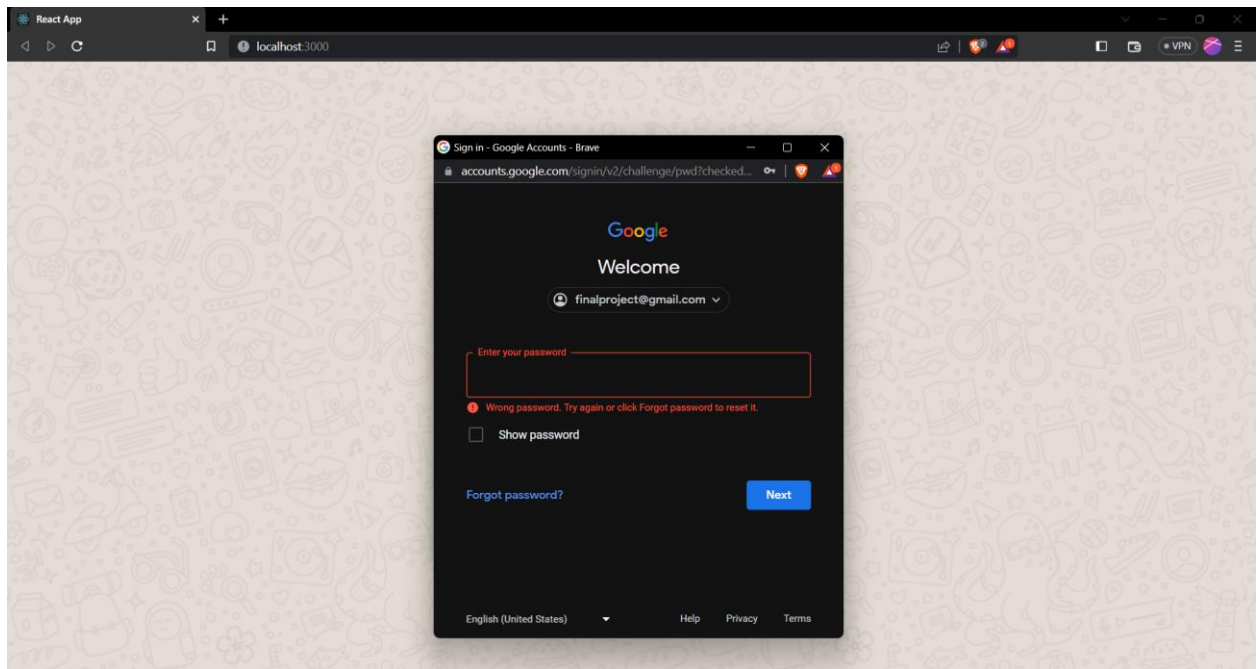 React App
localhost:3000
VPN
Sign in - Google Accounts - Brave
accounts.google.com/signin/v2/challenge/pwd?checked...
Google
Welcome
finalproject@gmail.com
Enter your password
Wrong password. Try again or click Forgot password to reset it.
Show password
Forgot password?
Next
English (United States)
Help Privacy Terms